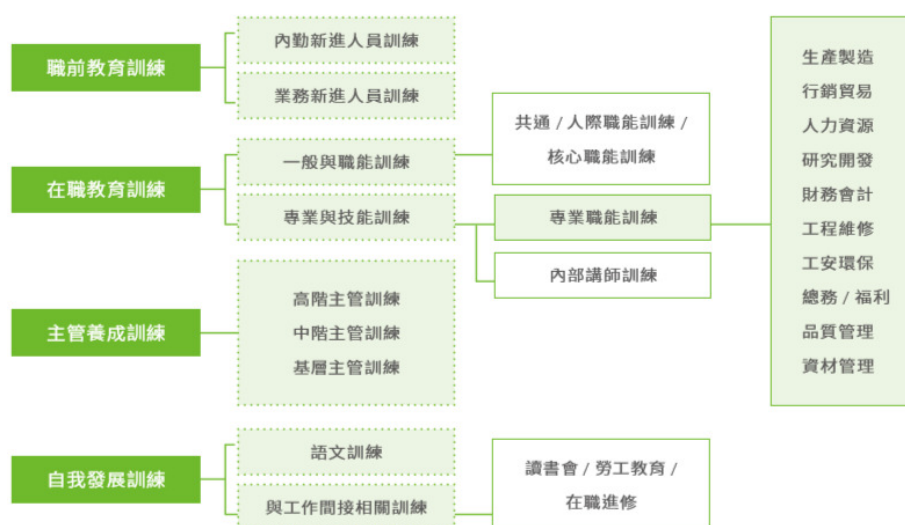 職前教育訓練
內勤新進人員訓練
業務新進人員訓練
在職教育訓練
一般與職能訓練
共通 / 人際職能訓練 /
核心職能訓練
專業與技能訓練
專業職能訓練
內部講師訓練
生產製造
行銷貿易
人力資源
研究開發
財務會計
工程維修
工安環保
總務 / 福利
品質管理
資材管理
主管養成訓練
高階主管訓練
中階主管訓練
基層主管訓練
自我發展訓練
語文訓練
與工作間接相關訓練
讀書會 / 勞工教育 /
在職進修